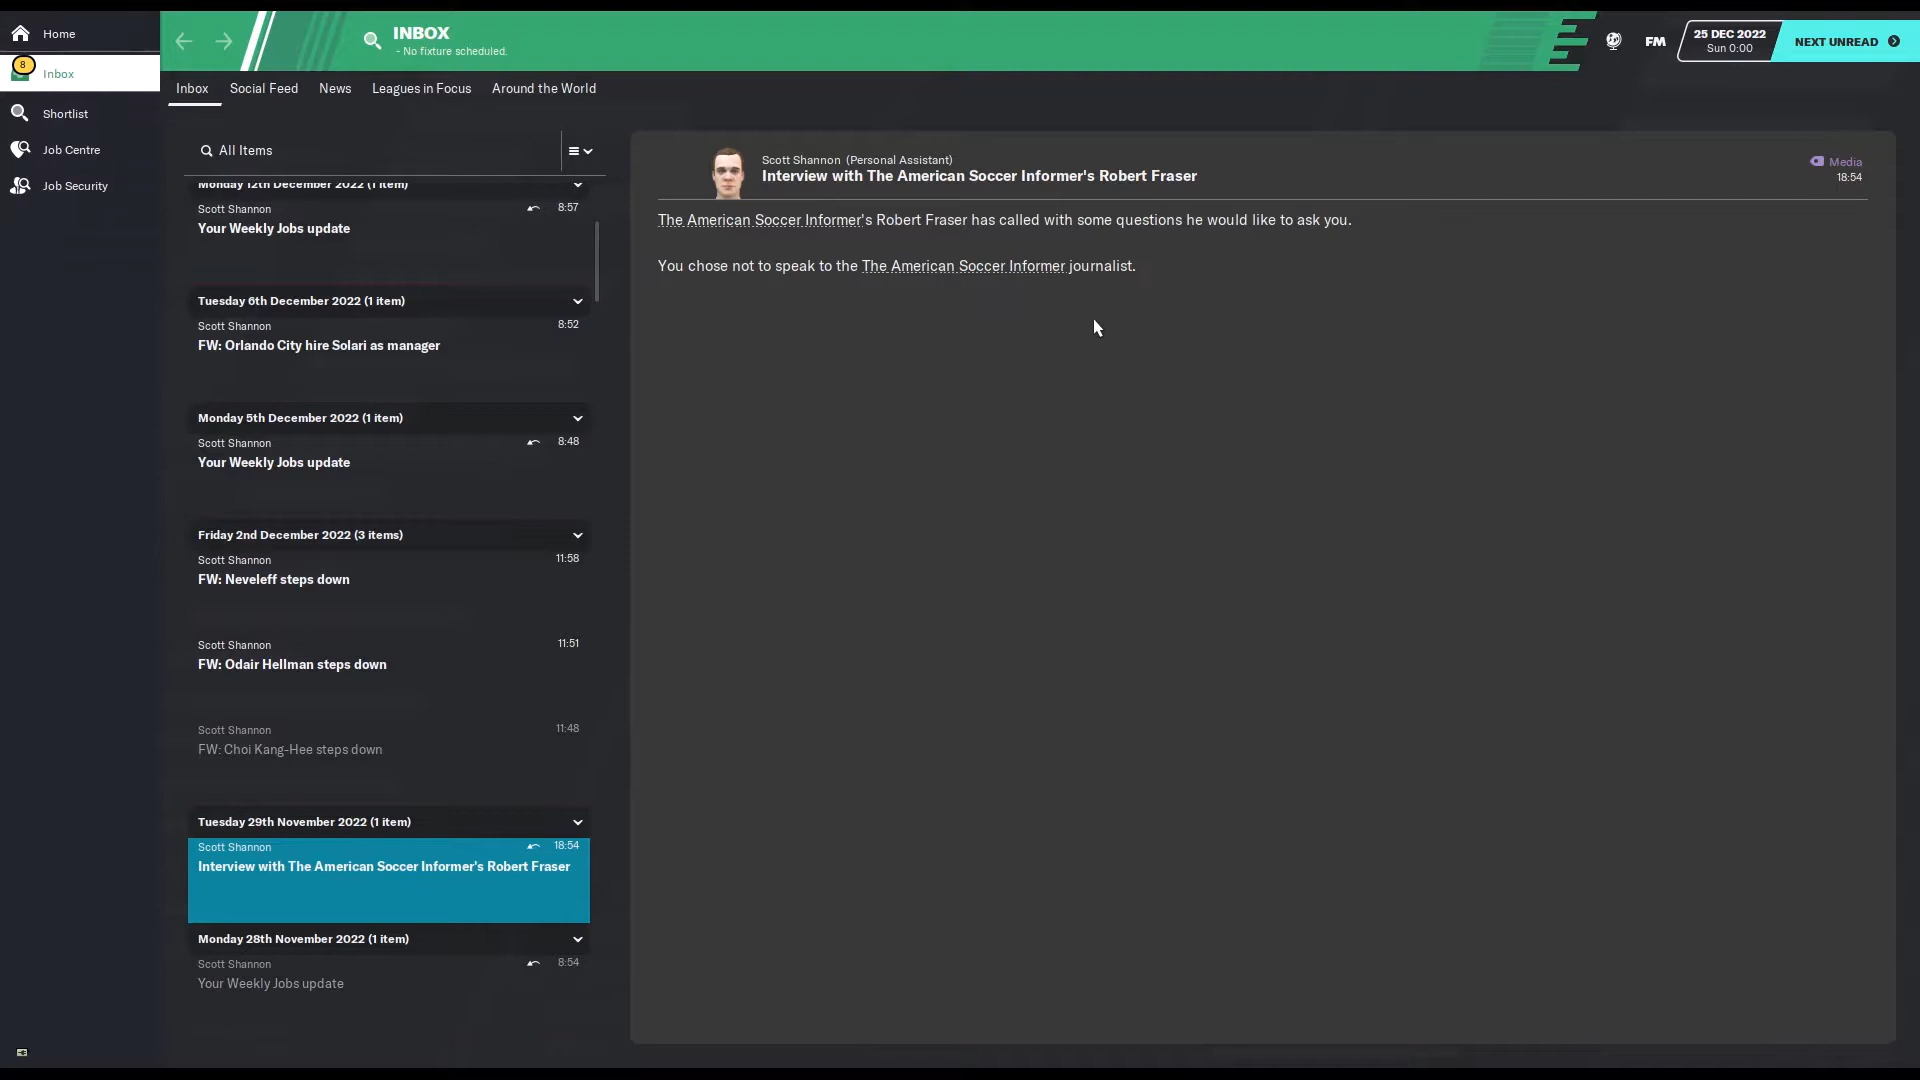 Home
8
Inbox
Shortlist
Job Centre
Job Security
INBOX
- No fixture scheduled.
FM
25 DEC 2022
Sun 0:00
NEXT UNREAD
Inbox Social Feed News Leagues in Focus Around the World
All Items
Monday 12th December 2022 (1 item)
Scott Shannon 8:57
Your Weekly Jobs update
Tuesday 6th December 2022 (1 item)
Scott Shannon 8:52
FW: Orlando City hire Solari as manager
Monday 5th December 2022 (1 item)
Scott Shannon 8:48
Your Weekly Jobs update
Friday 2nd December 2022 (3 items)
Scott Shannon 11:58
FW: Neveleff steps down
Scott Shannon 11:51
FW: Odair Hellman steps down
Scott Shannon 11:48
FW: Choi Kang-Hee steps down
Tuesday 29th November 2022 (1 item)
Scott Shannon 18:54
Interview with The American Soccer Informer's Robert Fraser
Monday 28th November 2022 (1 item)
Scott Shannon 8:54
Your Weekly Jobs update
Scott Shannon (Personal Assistant)
Interview with The American Soccer Informer's Robert Fraser
Media
18:54
The American Soccer Informer's Robert Fraser has called with some questions he would like to ask you.
You chose not to speak to the The American Soccer Informer journalist.